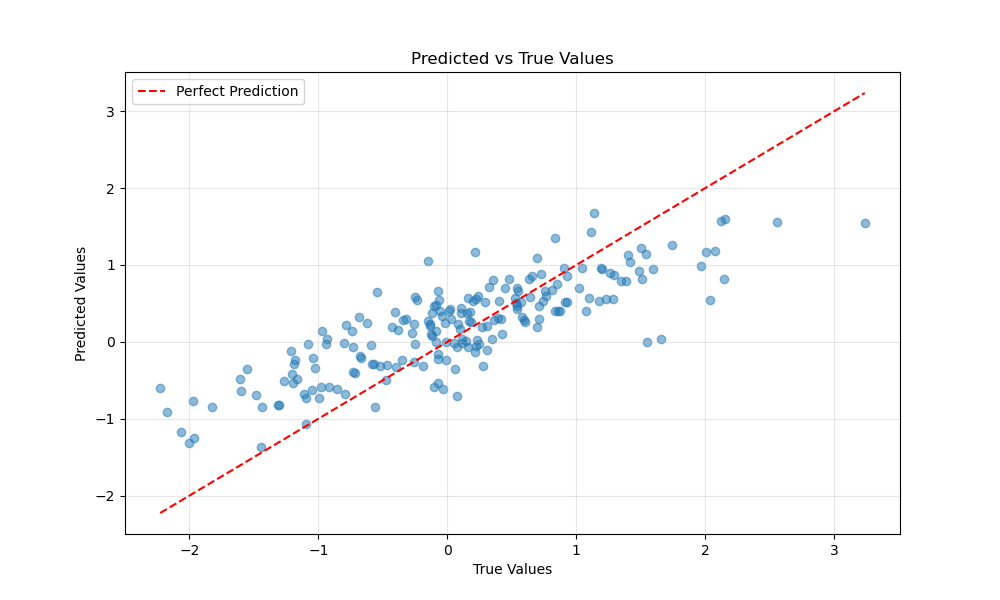 Predicted vs True Values
Perfect Prediction
Predicted Values
3
2
1
0
−1
−2
−2 −1 0 1 2 3
True Values